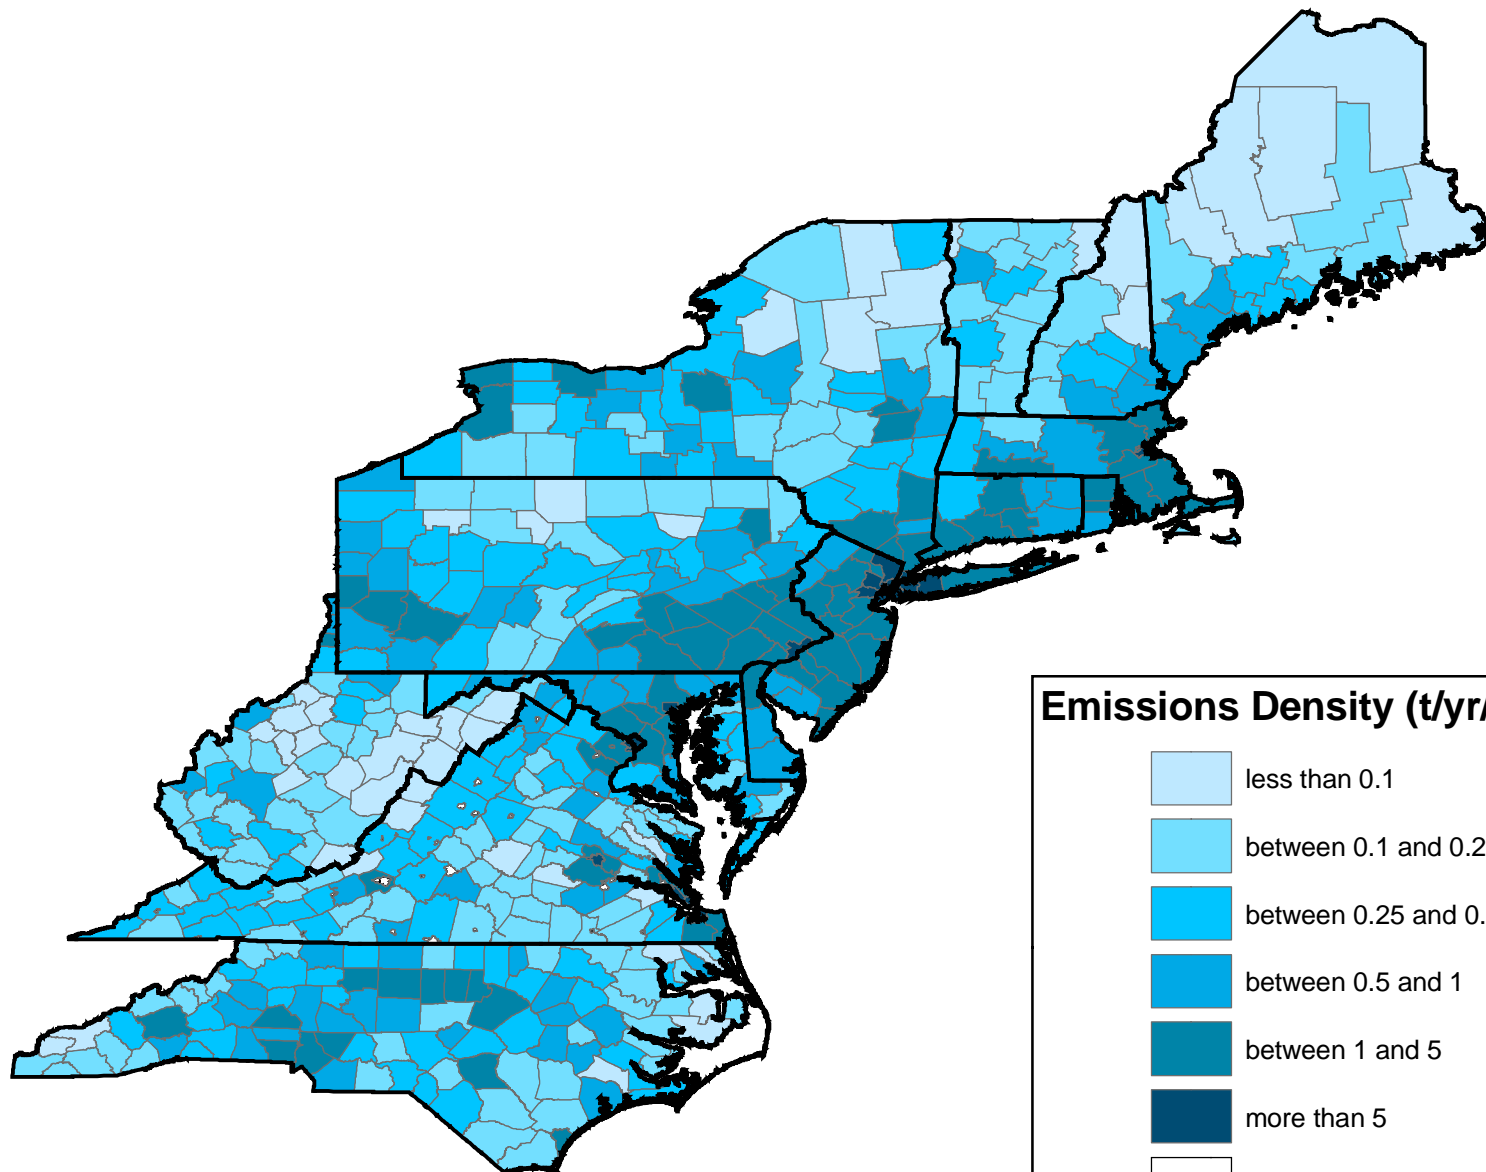 Emissions Density (t/yr/
less than 0.1
between 0.1 and 0.2
between 0.25 and 0.
between 0.5 and 1
between 1 and 5
more than 5